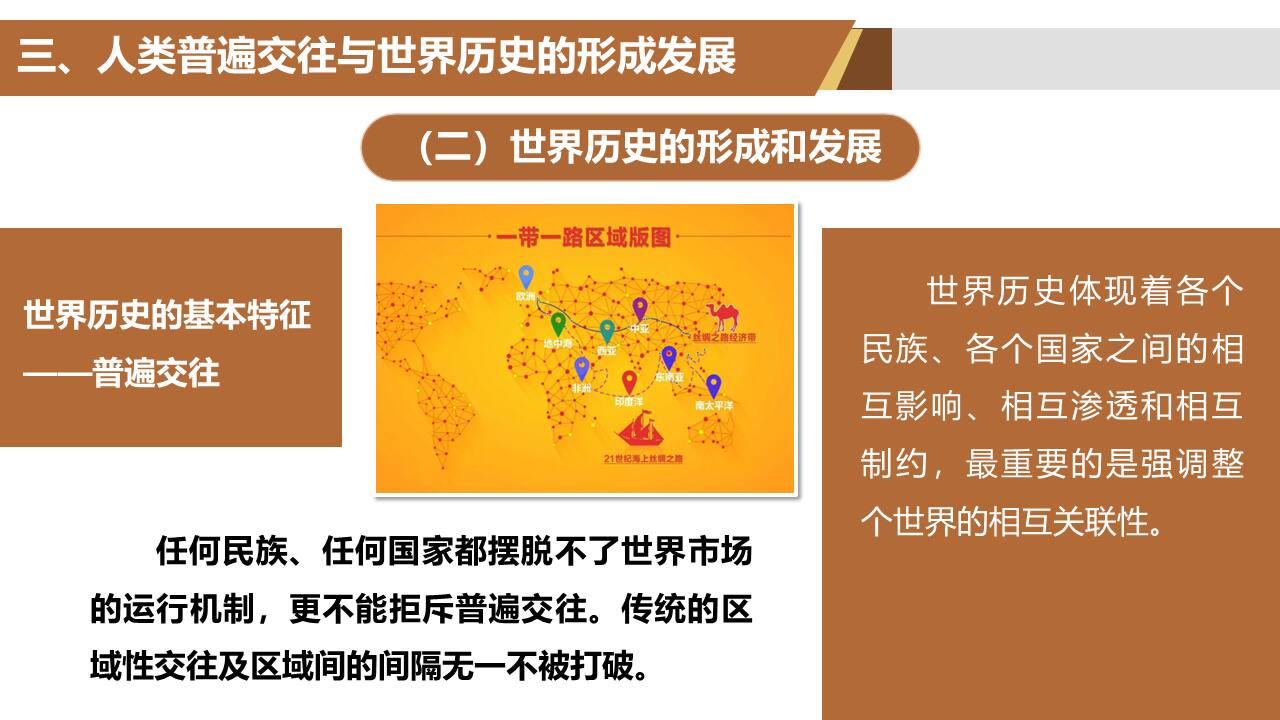 三、人类普遍交往与世界历史的形成发展
（二）世界历史的形成和发展
世界历史的基本特征
——普遍交往
一带一路区域版图
欧洲
地中海
西亚
中亚
丝绸之路经济带
非洲
印度洋
东南亚
南太平洋
21世纪海上丝绸之路
世界历史体现着各个
民族、各个国家之间的相
互影响、相互渗透和相互
制约，最重要的是强调整
个世界的相互关联性。
任何民族、任何国家都摆脱不了世界市场
的运行机制，更不能拒斥普遍交往。传统的区
域性交往及区域间的间隔无一不被打破。